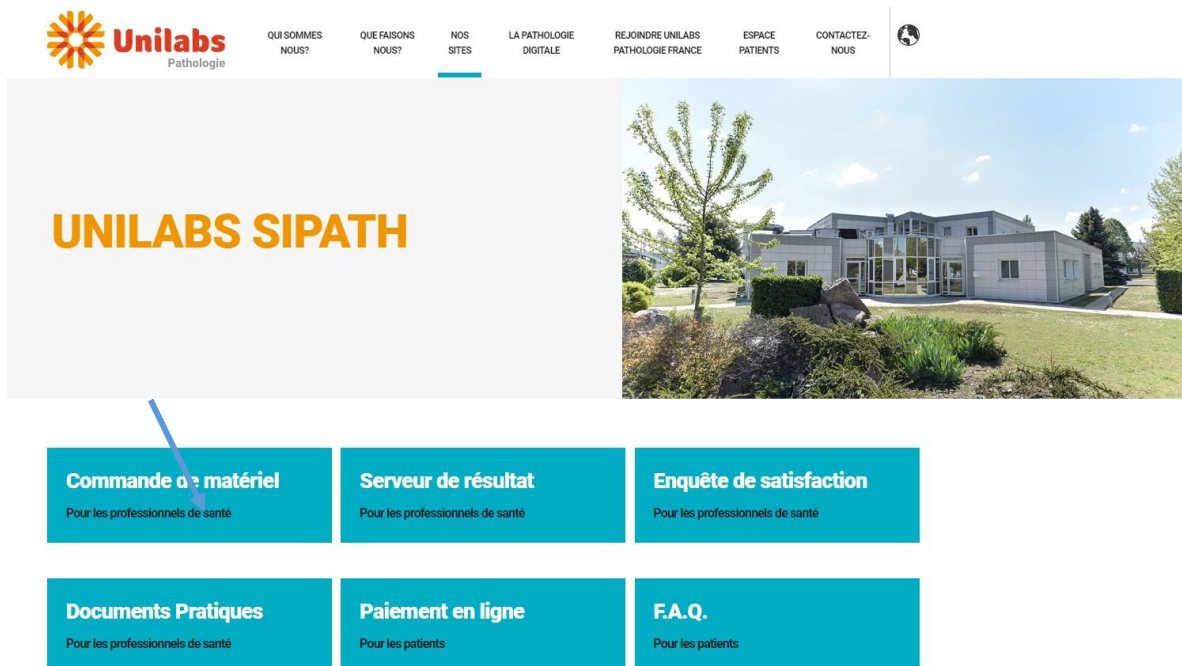 Unilabs
Pathologie
QUI SOMMES
NOUS?
QUE FAISONS
NOUS?
NOS
SITES
LA PATHOLOGIE
DIGITALE
REJOINDRE UNILABS
PATHOLOGIE FRANCE
ESPACE
PATIENTS
CONTACTEZ-
NOUS
UNILABS SIPATH
Commande de matériel
Pour les professionnels de santé
Serveur de résultat
Pour les professionnels de santé
Enquête de satisfaction
Pour les professionnels de santé
Documents Pratiques
Pour les professionnels de santé
Paiement en ligne
Pour les patients
F.A.Q.
Pour les patients